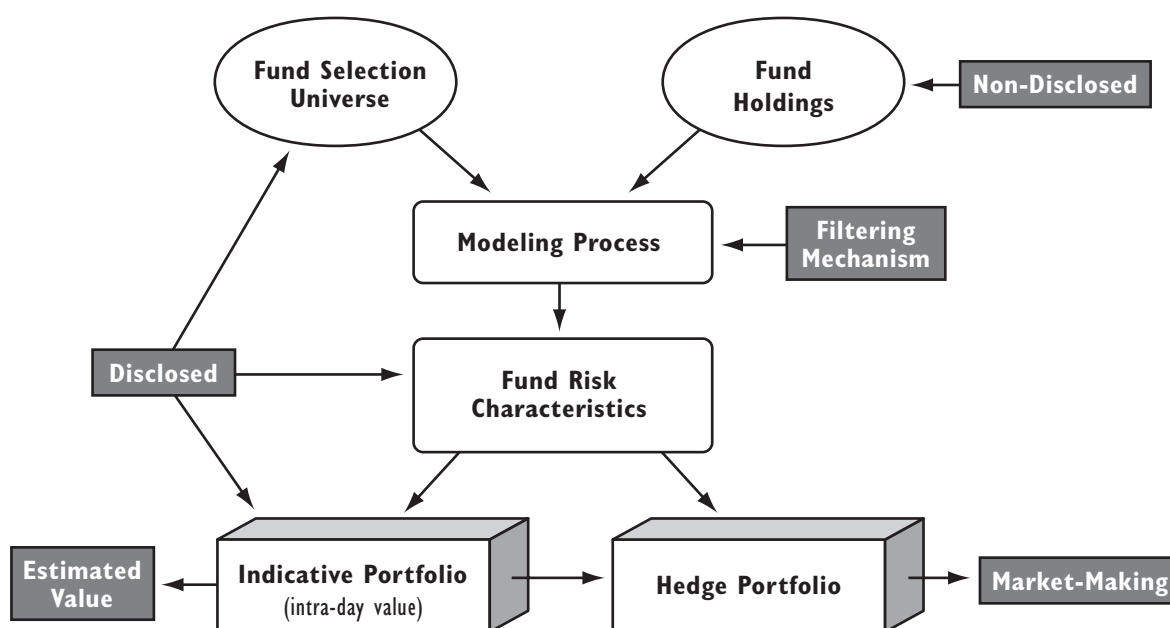 Fund Selection
Universe
Fund
Holdings
Non-Disclosed
Modeling Process
Filtering
Mechanism
Disclosed
Fund Risk
Characteristics
Estimated
Value
Indicative Portfolio
(intra-day value)
Hedge Portfolio
Market-Making